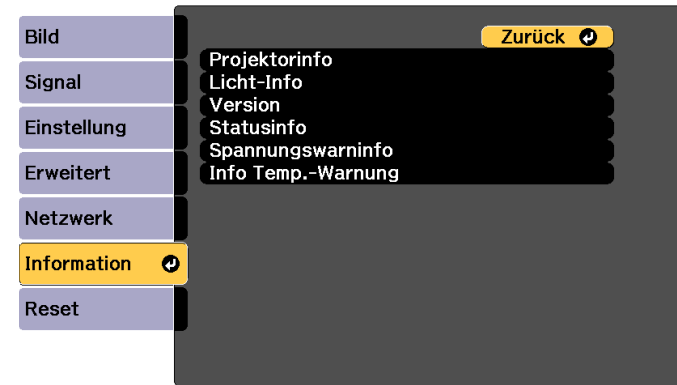 Bild
Signal
Einstellung
Erweitert
Netzwerk
Information
Reset
Zurück
Projektorinfo
Licht-Info
Version
Statusinfo
Spannungswarninfo
Info Temp.-Warnung